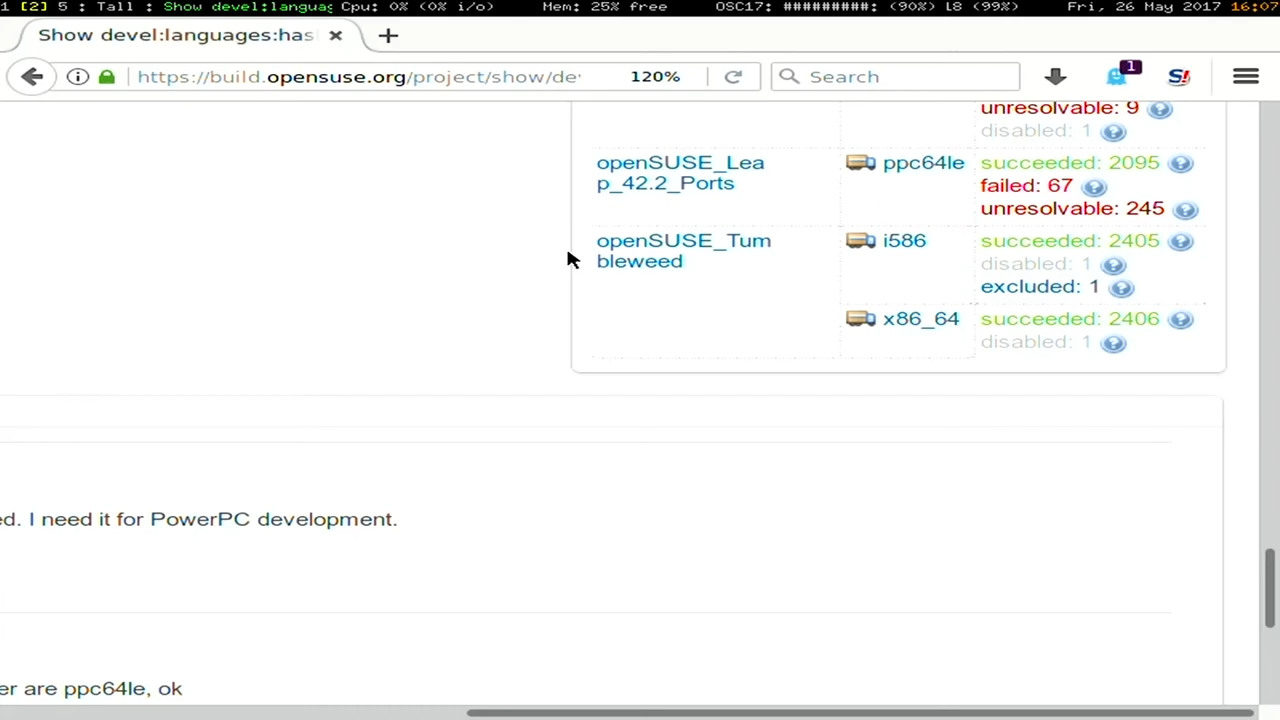 1 [2] 5 : Tall : Show devel:languag Cpu: 0% (0% i/o) Mem: 25% free OSC17: #########: (90%) L8 (99%) Fri, 26 May 2017 16:07
Show devel:languages:has
https://build.opensuse.org/project/show/de 120% Search 1 S!
unresolvable: 9
disabled: 1
openSUSE_Lea ppc64le succeeded: 2095
p_42.2_Ports failed: 67
unresolvable: 245
openSUSE_Tum i586 succeeded: 2405
bleweed disabled: 1
excluded: 1
x86_64 succeeded: 2406
disabled: 1
ed. I need it for PowerPC development.
er are ppc64le, ok